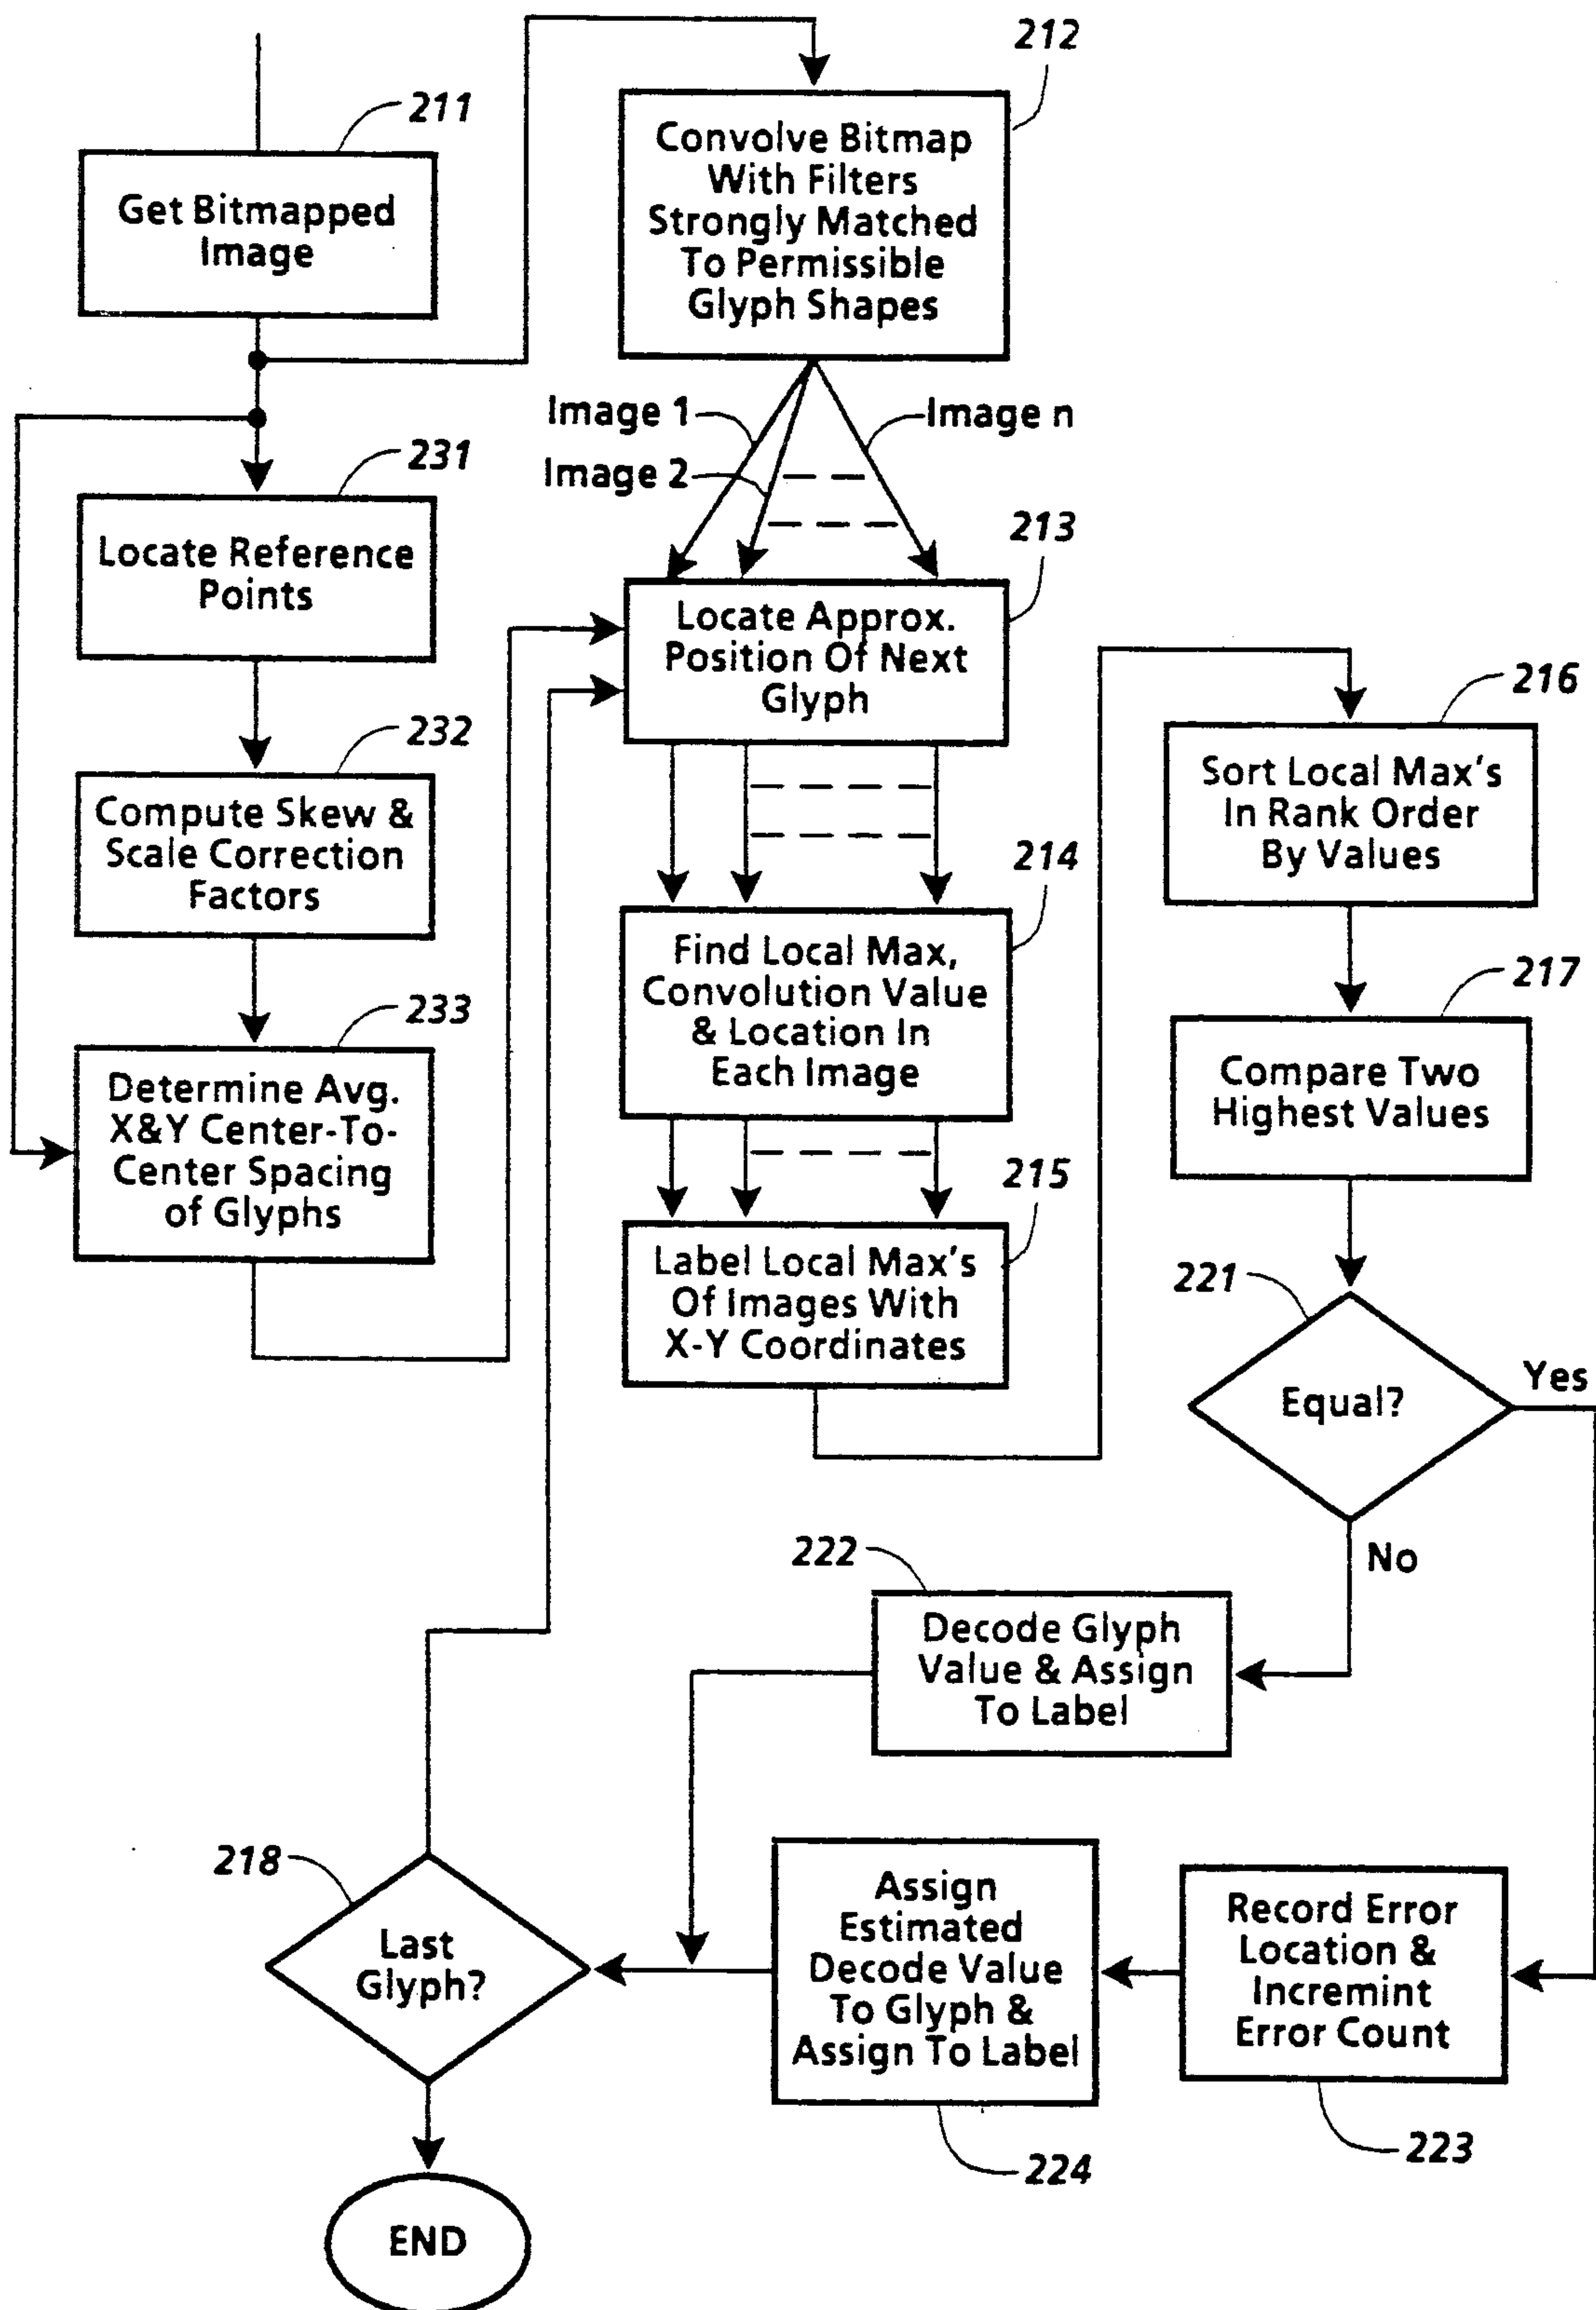 211
Get Bitmapped
Image
212
Convolve Bitmap
With Filters
Strongly Matched
To Permissible
Glyph Shapes
Image 1
Image n
Image 2
231
Locate Reference
Points
213
Locate Approx.
Position Of Next
Glyph
232
Compute Skew &
Scale Correction
Factors
214
Find Local Max,
Convolution Value
& Location In
Each Image
233
Determine Avg.
X&Y Center-To-
Center Spacing
of Glyphs
215
Label Local Max's
Of Images With
X-Y Coordinates
216
Sort Local Max's
In Rank Order
By Values
217
Compare Two
Highest Values
221
Equal?
Yes
No
222
Decode Glyph
Value & Assign
To Label
218
Last
Glyph?
Assign
Estimated
Decode Value
To Glyph &
Assign To Label
224
Record Error
Location &
Incremint
Error Count
223
END